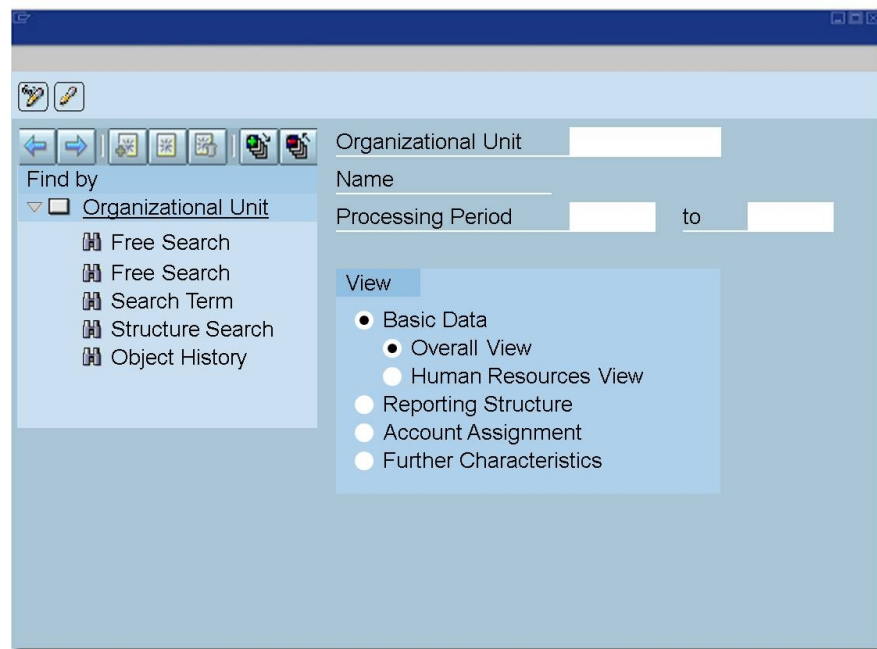 Find by
Organizational Unit
Free Search
Free Search
Search Term
Structure Search
Object History
Organizational Unit
Name
Processing Period to
View
Basic Data
Overall View
Human Resources View
Reporting Structure
Account Assignment
Further Characteristics